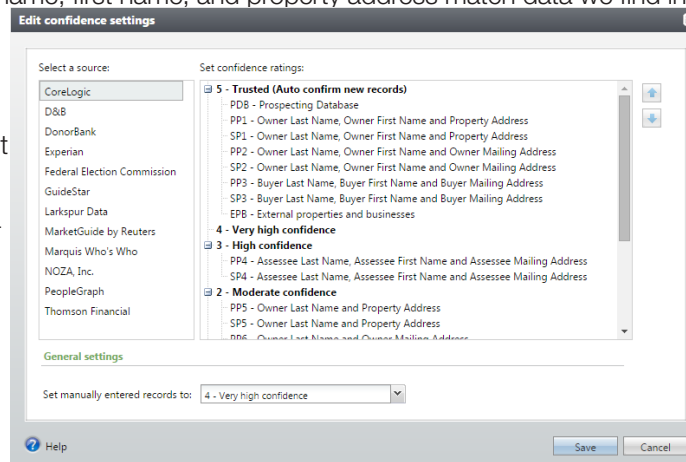 name, first name, and property address match data we find in
Edit confidence settings
Select a source:
CoreLogic
D&B
DonorBank
Experian
Federal Election Commission
GuideStar
Larkspur Data
MarketGuide by Reuters
Marquis Who's Who
NOZA, Inc.
PeopleGraph
Thomson Financial
Set confidence ratings:
5 - Trusted (Auto confirm new records)
PDB - Prospecting Database
PP1 - Owner Last Name, Owner First Name and Property Address
SP1 - Owner Last Name, Owner First Name and Property Address
PP2 - Owner Last Name, Owner First Name and Owner Mailing Address
SP2 - Owner Last Name, Owner First Name and Owner Mailing Address
PP3 - Buyer Last Name, Buyer First Name and Buyer Mailing Address
SP3 - Buyer Last Name, Buyer First Name and Buyer Mailing Address
EPB - External properties and businesses
4 - Very high confidence
3 - High confidence
PP4 - Assessee Last Name, Assessee First Name and Assessee Mailing Address
SP4 - Assessee Last Name, Assessee First Name and Assessee Mailing Address
2 - Moderate confidence
PP5 - Owner Last Name and Property Address
SP5 - Owner Last Name and Property Address
PP6 - Owner Last Name and Owner Mailing Address
General settings
Set manually entered records to: 4 - Very high confidence
Help
Save
Cancel